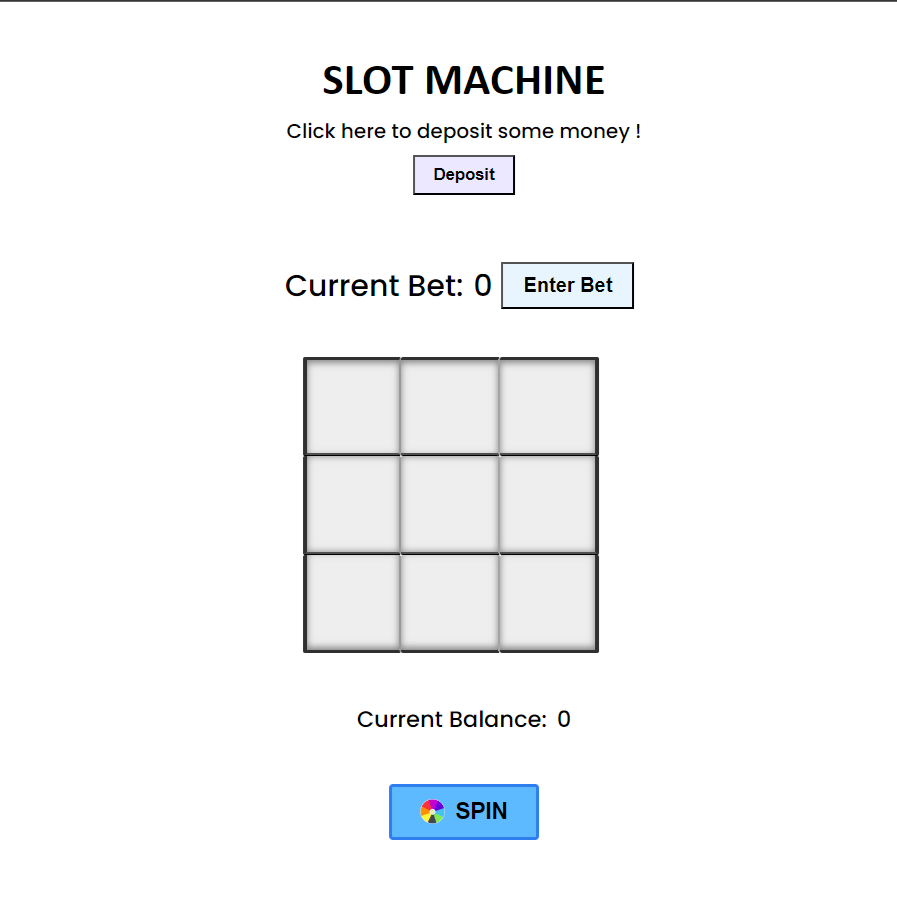 SLOT MACHINE
Click here to deposit some money !
Deposit
Current Bet: 0 Enter Bet
Current Balance: 0
SPIN